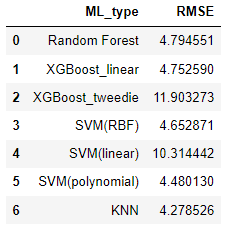 ML_type RMSE
0 Random Forest 4.794551
1 XGBoost_linear 4.752590
2 XGBoost_tweedie 11.903273
3 SVM(RBF) 4.652871
4 SVM(linear) 10.314442
5 SVM(polynomial) 4.480130
6 KNN 4.278526